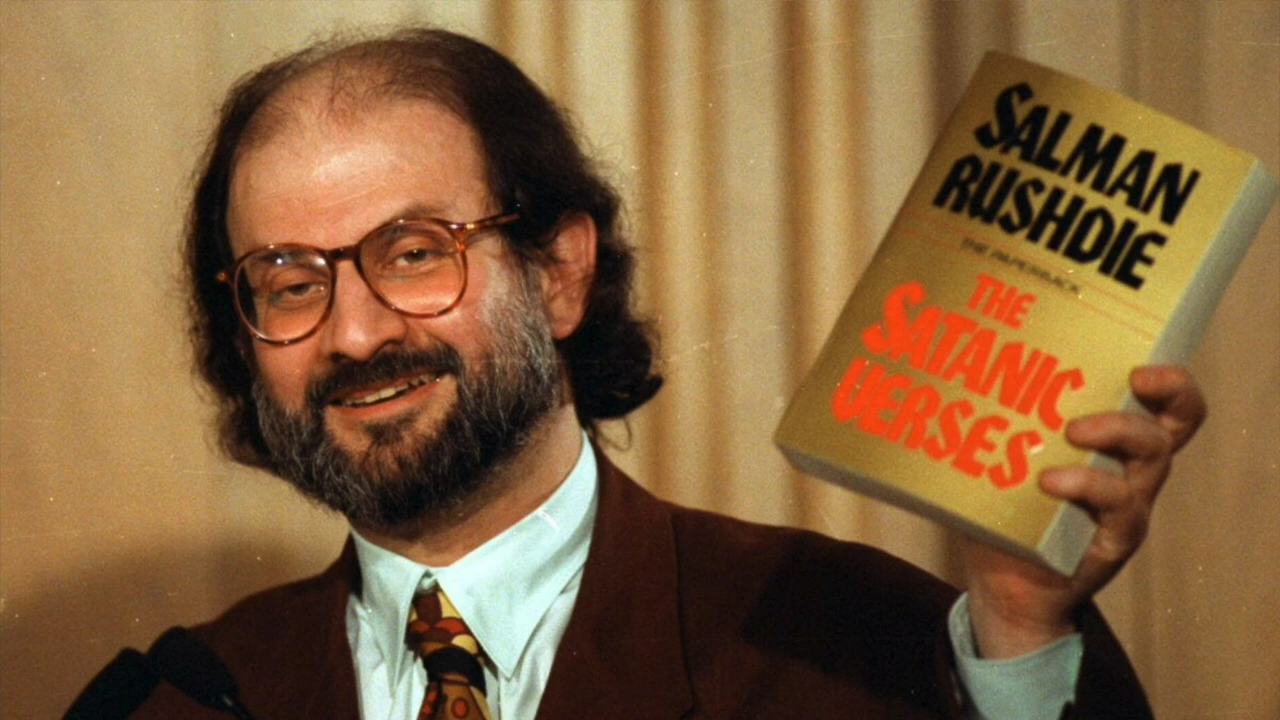 SALMAN
RUSHDIE
THE PAPERBACK
THE
SATANIC
VERSES